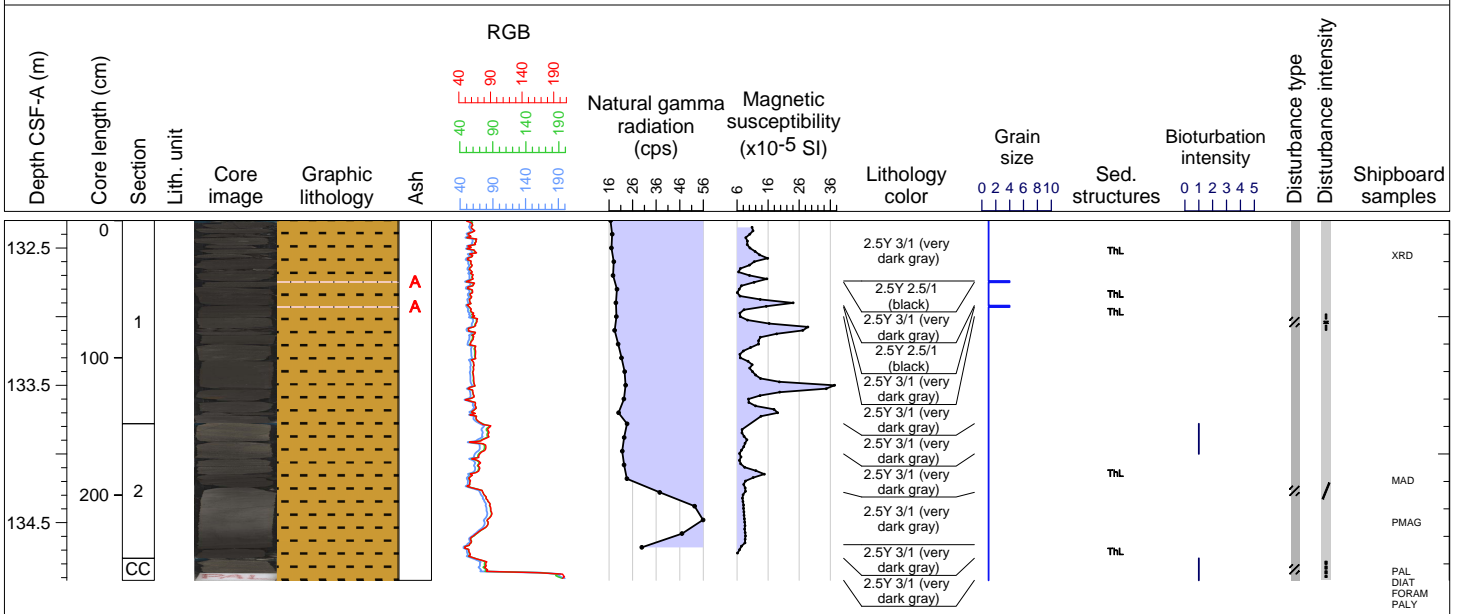 Depth CSF-A (m)
Core length (cm)
Section
Lith. unit
Core
image
Graphic
lithology
Ash
RGB
40 90 140 190
40 90 140 190
40 90 140 190
Natural gamma
radiation
(cps)
16 26 36 46 56
Magnetic
susceptibility
(x10-5 SI)
6 16 26 36
Lithology
color
Grain
size
0 2 4 6 8 10
Sed.
structures
Bioturbation
intensity
0 1 2 3 4 5
Disturbance type
Disturbance intensity
Shipboard
samples
132.5
133.5
134.5
0
100
200
1
2
CC
PAL
A
A
2.5Y 3/1 (very
dark gray)
2.5Y 2.5/1
(black)
2.5Y 3/1 (very
dark gray)
2.5Y 2.5/1
(black)
2.5Y 3/1 (very
dark gray)
2.5Y 3/1 (very
dark gray)
2.5Y 3/1 (very
dark gray)
2.5Y 3/1 (very
dark gray)
2.5Y 3/1 (very
dark gray)
2.5Y 3/1 (very
dark gray)
2.5Y 3/1 (very
dark gray)
ThL
ThL
ThL
ThL
ThL
XRD
MAD
PMAG
PAL
DIAT
FORAM
PALY